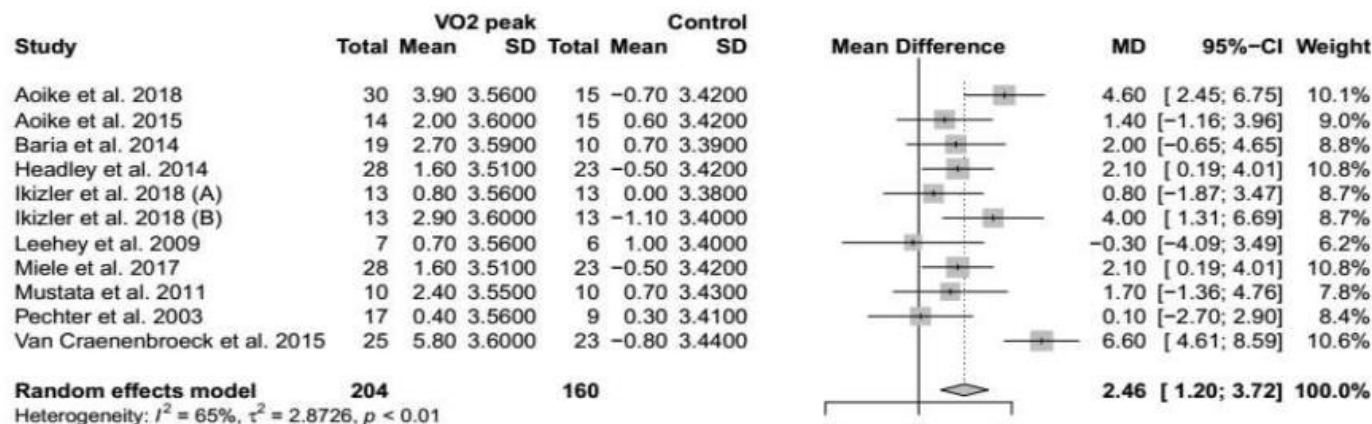 VO2 peak Control
Study Total Mean SD Total Mean SD Mean Difference MD 95%−CI Weight
Aoike et al. 2018 30 3.90 3.5600 15 −0.70 3.4200 4.60 [ 2.45; 6.75] 10.1%
Aoike et al. 2015 14 2.00 3.6000 15 0.60 3.4200 1.40 [−1.16; 3.96] 9.0%
Baria et al. 2014 19 2.70 3.5900 10 0.70 3.3900 2.00 [−0.65; 4.65] 8.8%
Headley et al. 2014 28 1.60 3.5100 23 −0.50 3.4200 2.10 [ 0.19; 4.01] 10.8%
Ikizler et al. 2018 (A) 13 0.80 3.5600 13 0.00 3.3800 0.80 [−1.87; 3.47] 8.7%
Ikizler et al. 2018 (B) 13 2.90 3.6000 13 −1.10 3.4000 4.00 [ 1.31; 6.69] 8.7%
Leehey et al. 2009 7 0.70 3.5600 6 1.00 3.4000 −0.30 [−4.09; 3.49] 6.2%
Miele et al. 2017 28 1.60 3.5100 23 −0.50 3.4200 2.10 [ 0.19; 4.01] 10.8%
Mustata et al. 2011 10 2.40 3.5500 10 0.70 3.4300 1.70 [−1.36; 4.76] 7.8%
Pechter et al. 2003 17 0.40 3.5600 9 0.30 3.4100 0.10 [−2.70; 2.90] 8.4%
Van Craenenbroeck et al. 2015 25 5.80 3.6000 23 −0.80 3.4400 6.60 [ 4.61; 8.59] 10.6%
Random effects model 204 160 2.46 [ 1.20; 3.72] 100.0%
Heterogeneity: I² = 65%, τ² = 2.8726, p < 0.01